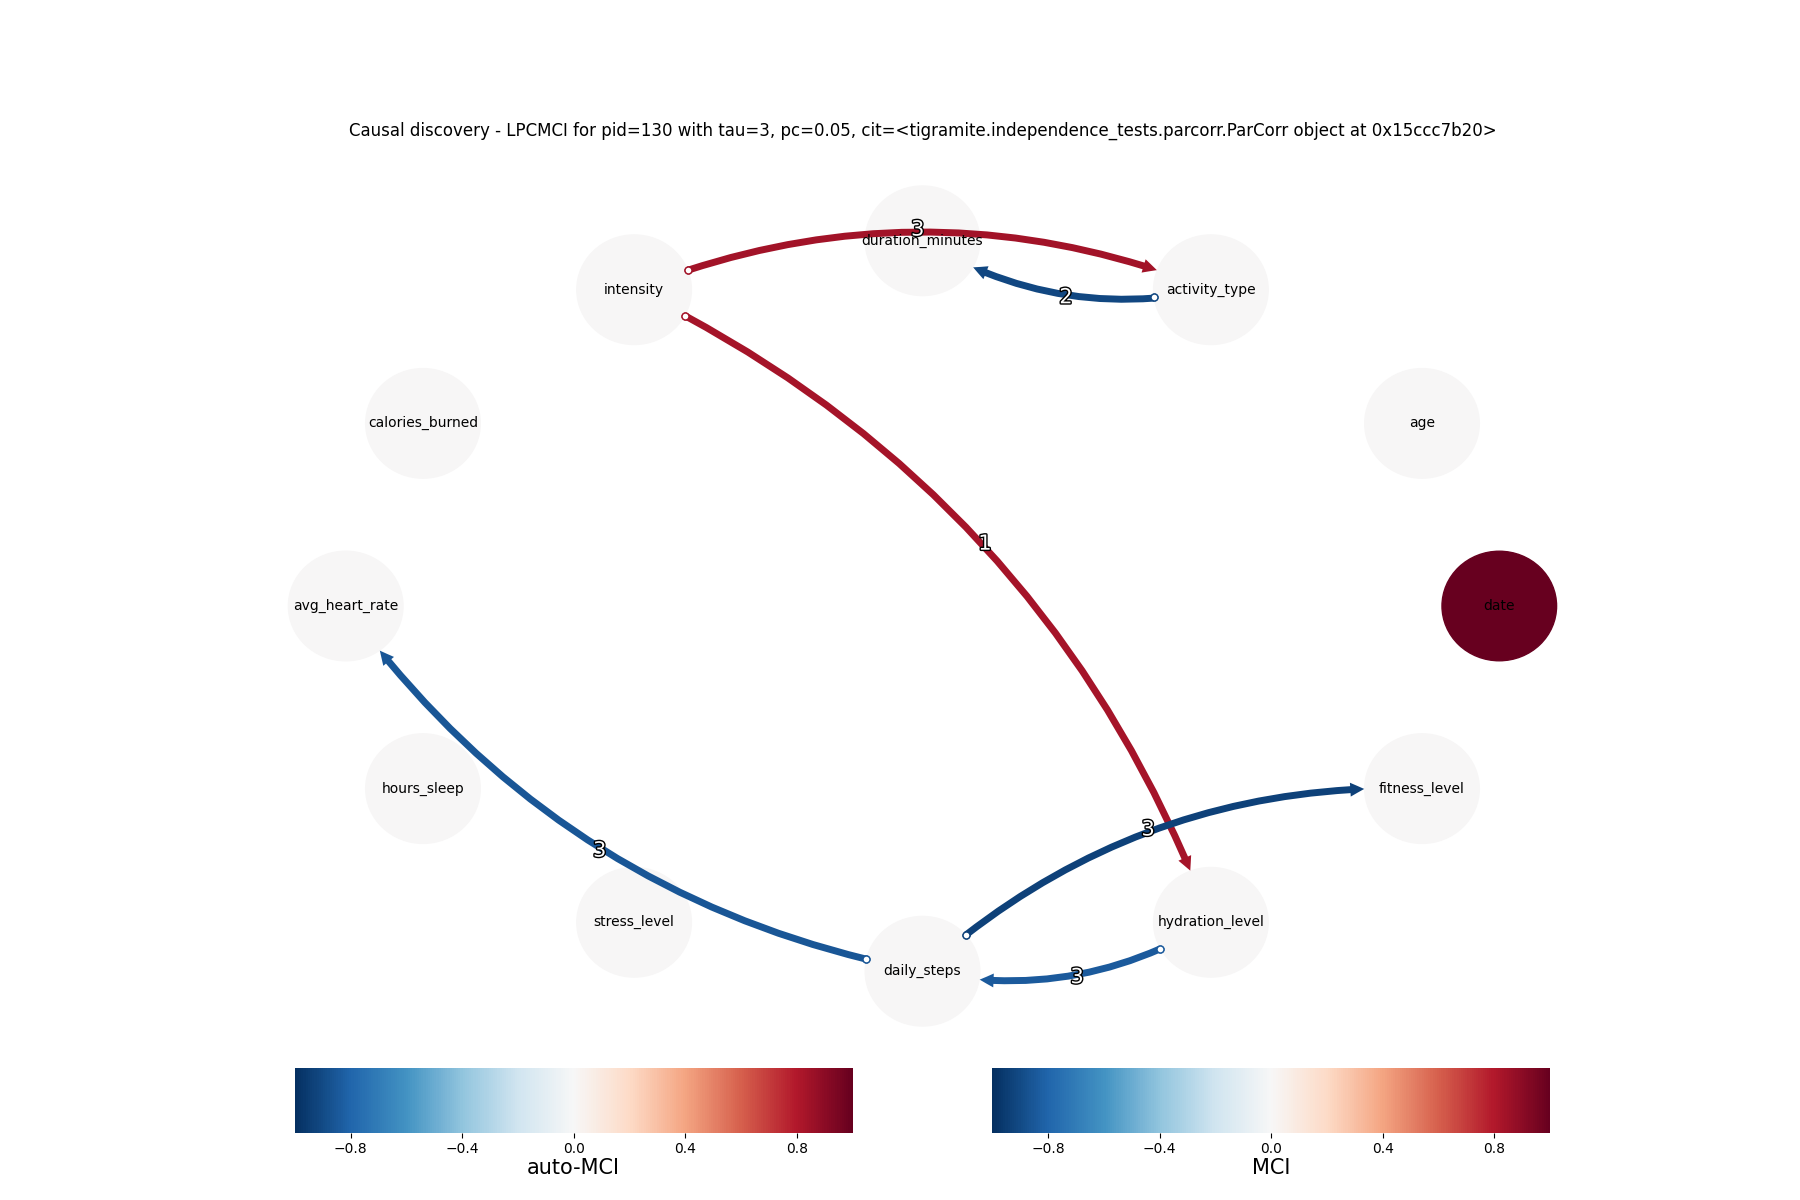 Causal discovery - LPCMCI for pid=130 with tau=3, pc=0.05, cit=<tigramite.independence_tests.parcorr.ParCorr object at 0x15ccc7b20>
3
duration_minutes
intensity
activity_type
2
calories_burned
age
1
avg_heart_rate
date
hours_sleep
fitness_level
3
3
stress_level
hydration_level
daily_steps
3
−0.8 −0.4 0.0 0.4 0.8
auto-MCI
−0.8 −0.4 0.0 0.4 0.8
MCI